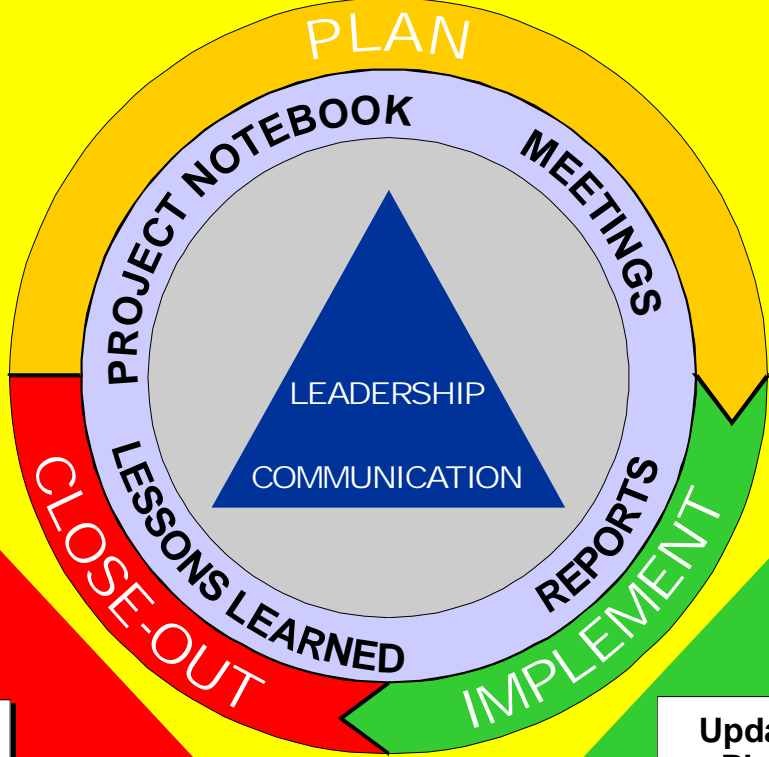 PLAN
PROJECT NOTEBOOK
MEETINGS
LEADERSHIP
COMMUNICATION
CLOSE-OUT
LESSONS LEARNED
REPORTS
IMPLEMENT